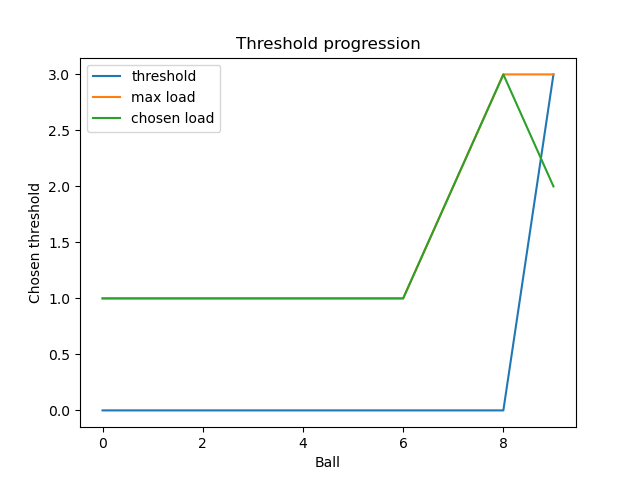 Threshold progression
threshold
max load
chosen load
3.0
2.5
2.0
1.5
1.0
0.5
0.0
Chosen threshold
0 2 4 6 8
Ball